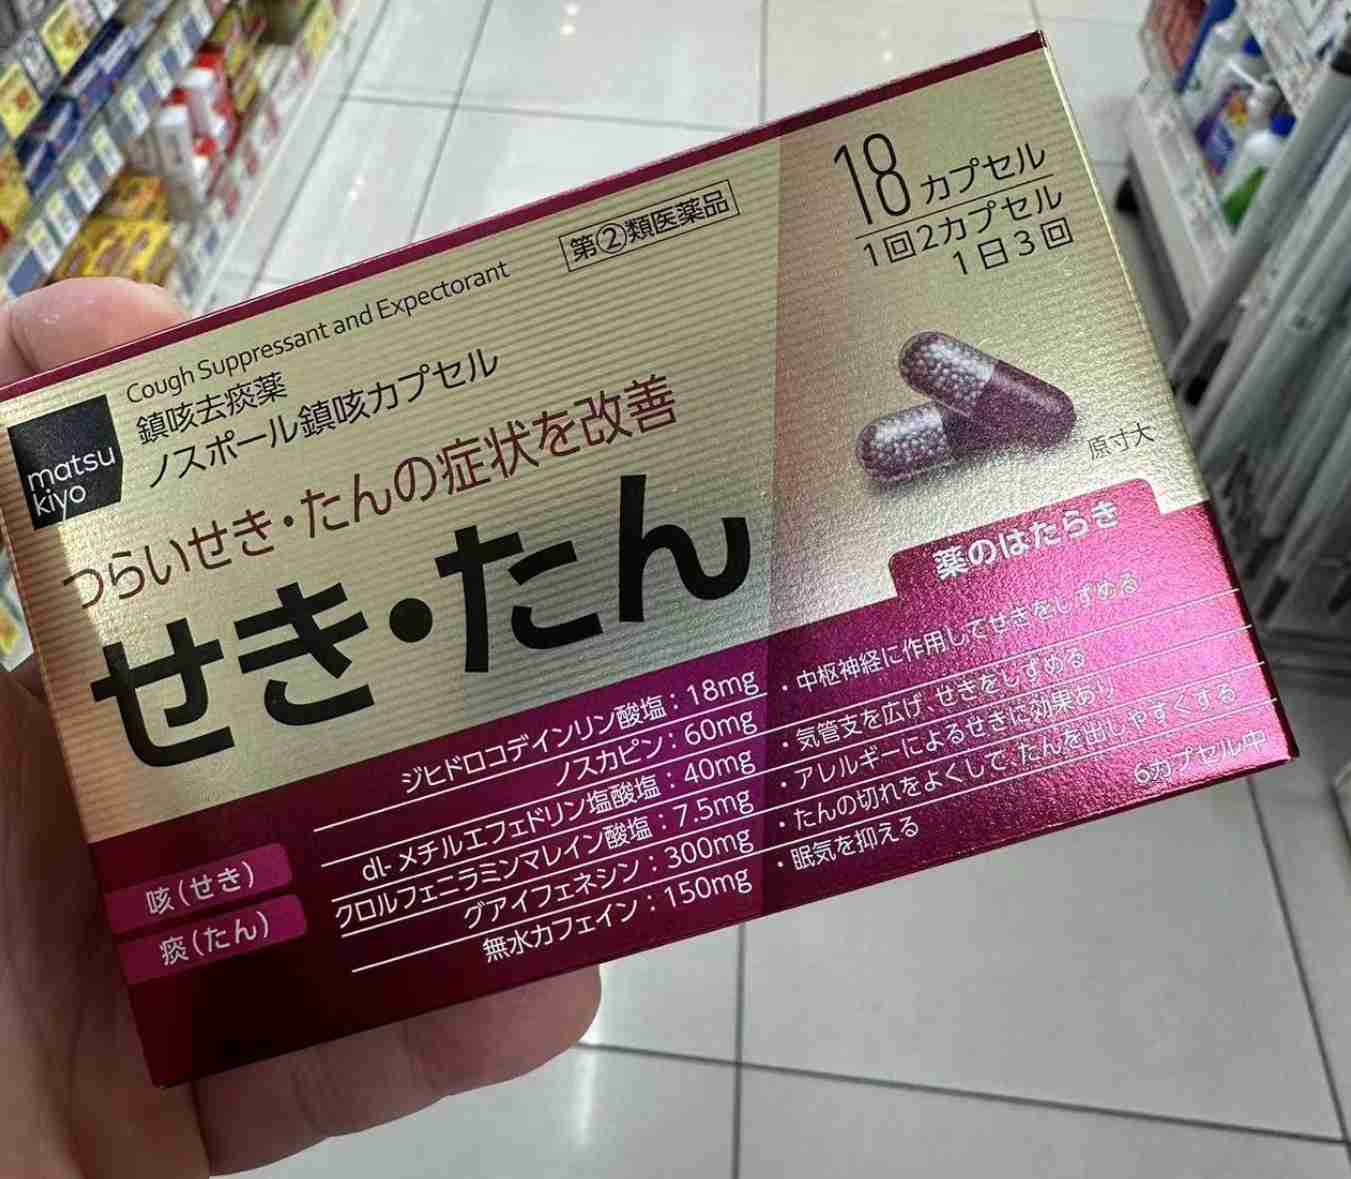 第②類医薬品
18カプセル
1回2カプセル
1日3回
Cough Suppressant and Expectorant
鎮咳去痰薬
ノスポール鎮咳カプセル
matsu
kiyo
つらいせき・たんの症状を改善
せき・たん
原寸大
薬のはたらき
咳(せき)
痰(たん)
ジヒドロコデインリン酸塩:18mg
ノスカピン:60mg
dl-メチルエフェドリン塩酸塩:40mg
クロルフェニラミンマレイン酸塩:7.5mg
グアイフェネシン:300mg
無水カフェイン:150mg
・中枢神経に作用してせきをしずめる
・気管支を広げ、せきをしずめる
・アレルギーによるせきに効果あり
・たんの切れをよくして、たんを出しやすくする
・眠気を抑える
6カプセル中